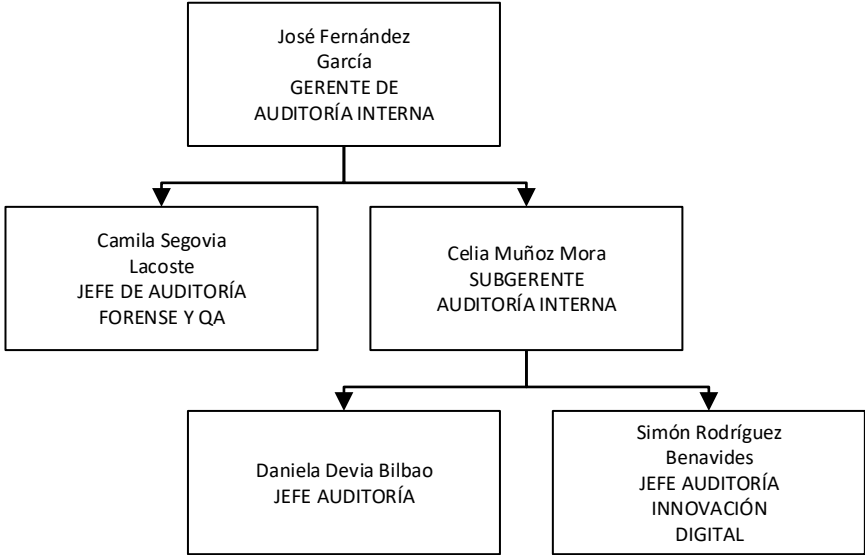 José Fernández
García
GERENTE DE
AUDITORÍA INTERNA
Camila Segovia
Lacoste
JEFE DE AUDITORÍA
FORENSE Y QA
Celia Muñoz Mora
SUBGERENTE
AUDITORÍA INTERNA
Daniela Devia Bilbao
JEFE AUDITORÍA
Simón Rodríguez
Benavides
JEFE AUDITORÍA
INNOVACIÓN
DIGITAL